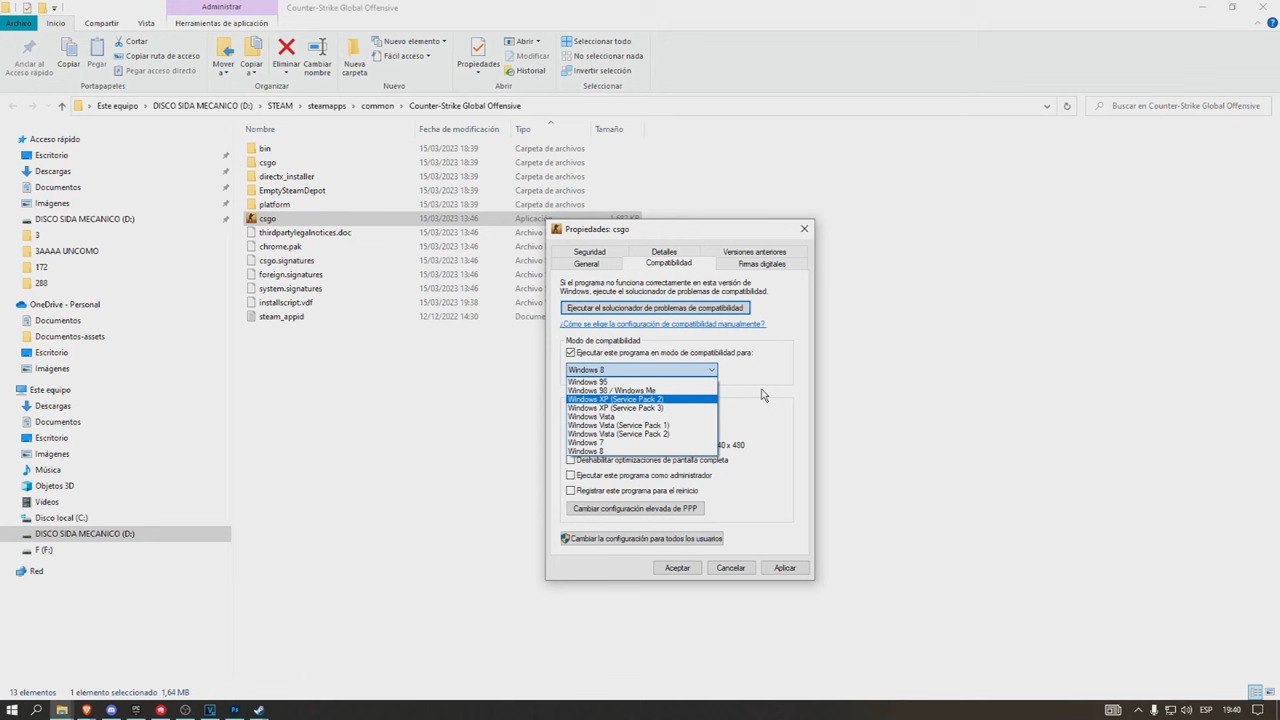 Administrar
Counter-Strike Global Offensive
Archivo
Inicio
Compartir
Vista
Herramientas de aplicación
Anclar al
Acceso rápido
Copiar
Pegar
Cortar
Copiar ruta de acceso
Pegar acceso directo
Portapapeles
Mover
a
Copiar
a
Eliminar
Cambiar
nombre
Organizar
Nueva
carpeta
Nuevo elemento
Fácil acceso
Nuevo
Propiedades
Abrir
Modificar
Historial
Abrir
Seleccionar todo
No seleccionar nada
Invertir selección
Seleccionar
Este equipo
DISCO SIDA MECANICO (D:)
STEAM
steamapps
common
Counter-Strike Global Offensive
Buscar en Counter-Strike Global Offensive
Nombre
Fecha de modificación
Tipo
Tamaño
Acceso rápido
Escritorio
Descargas
Documentos
Imágenes
DISCO SIDA MECANICO (D:)
3
3AAAA UNCOMO
172
288
OneDrive - Personal
Documentos
Documentos-assets
Escritorio
Imágenes
Este equipo
Descargas
Documentos
Escritorio
Imágenes
Música
Objetos 3D
Vídeos
Disco local (C:)
DISCO SIDA MECANICO (D:)
F (F:)
Red
bin 15/03/2023 18:39 Carpeta de archivos
csgo 15/03/2023 18:39 Carpeta de archivos
directx_installer 15/03/2023 18:39 Carpeta de archivos
EmptySteamDepot 15/03/2023 18:39 Carpeta de archivos
platform 15/03/2023 18:39 Carpeta de archivos
csgo 15/03/2023 13:46 Aplicación 1.683 KB
thirdpartylegalnotices.doc 15/03/2023 13:46 Archivo
chrome.pak 15/03/2023 13:46 Archivo
csgo.signatures 15/03/2023 13:46 Archivo
foreign.signatures 15/03/2023 13:46 Archivo
system.signatures 15/03/2023 13:46 Archivo
installscript.vdf 15/03/2023 19:38 Archivo
steam_appid 12/12/2022 14:30 Docume
Propiedades: csgo
Seguridad
Detalles
Versiones anteriores
General
Compatibilidad
Firmas digitales
Si el programa no funciona correctamente en esta versión de
Windows, ejecute el solucionador de problemas de compatibilidad.
Ejecutar el solucionador de problemas de compatibilidad
¿Cómo se elige la configuración de compatibilidad manualmente?
Modo de compatibilidad
Ejecutar este programa en modo de compatibilidad para:
Windows 8
Windows 95
Windows 98 / Windows Me
Windows XP (Service Pack 2)
Windows XP (Service Pack 3)
Windows Vista
Windows Vista (Service Pack 1)
Windows Vista (Service Pack 2)
Windows 7
Windows 8
40 x 480
Deshabilitar optimizaciones de pantalla completa
Ejecutar este programa como administrador
Registrar este programa para el reinicio
Cambiar configuración elevada de PPP
Cambiar la configuración para todos los usuarios
Aceptar
Cancelar
Aplicar
13 elementos
1 elemento seleccionado 1,64 MB
ESP
19:40